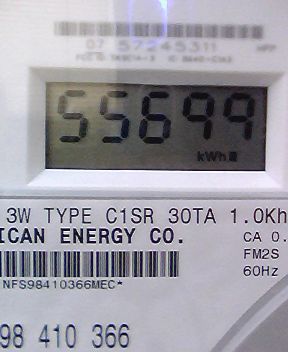 07 57245311
55699
kWh
3W TYPE C1SR 30TA 1.0Kh
ICAN ENERGY CO.
CA 0.
FM2S
60Hz
NFS98410366MEC*
98 410 366